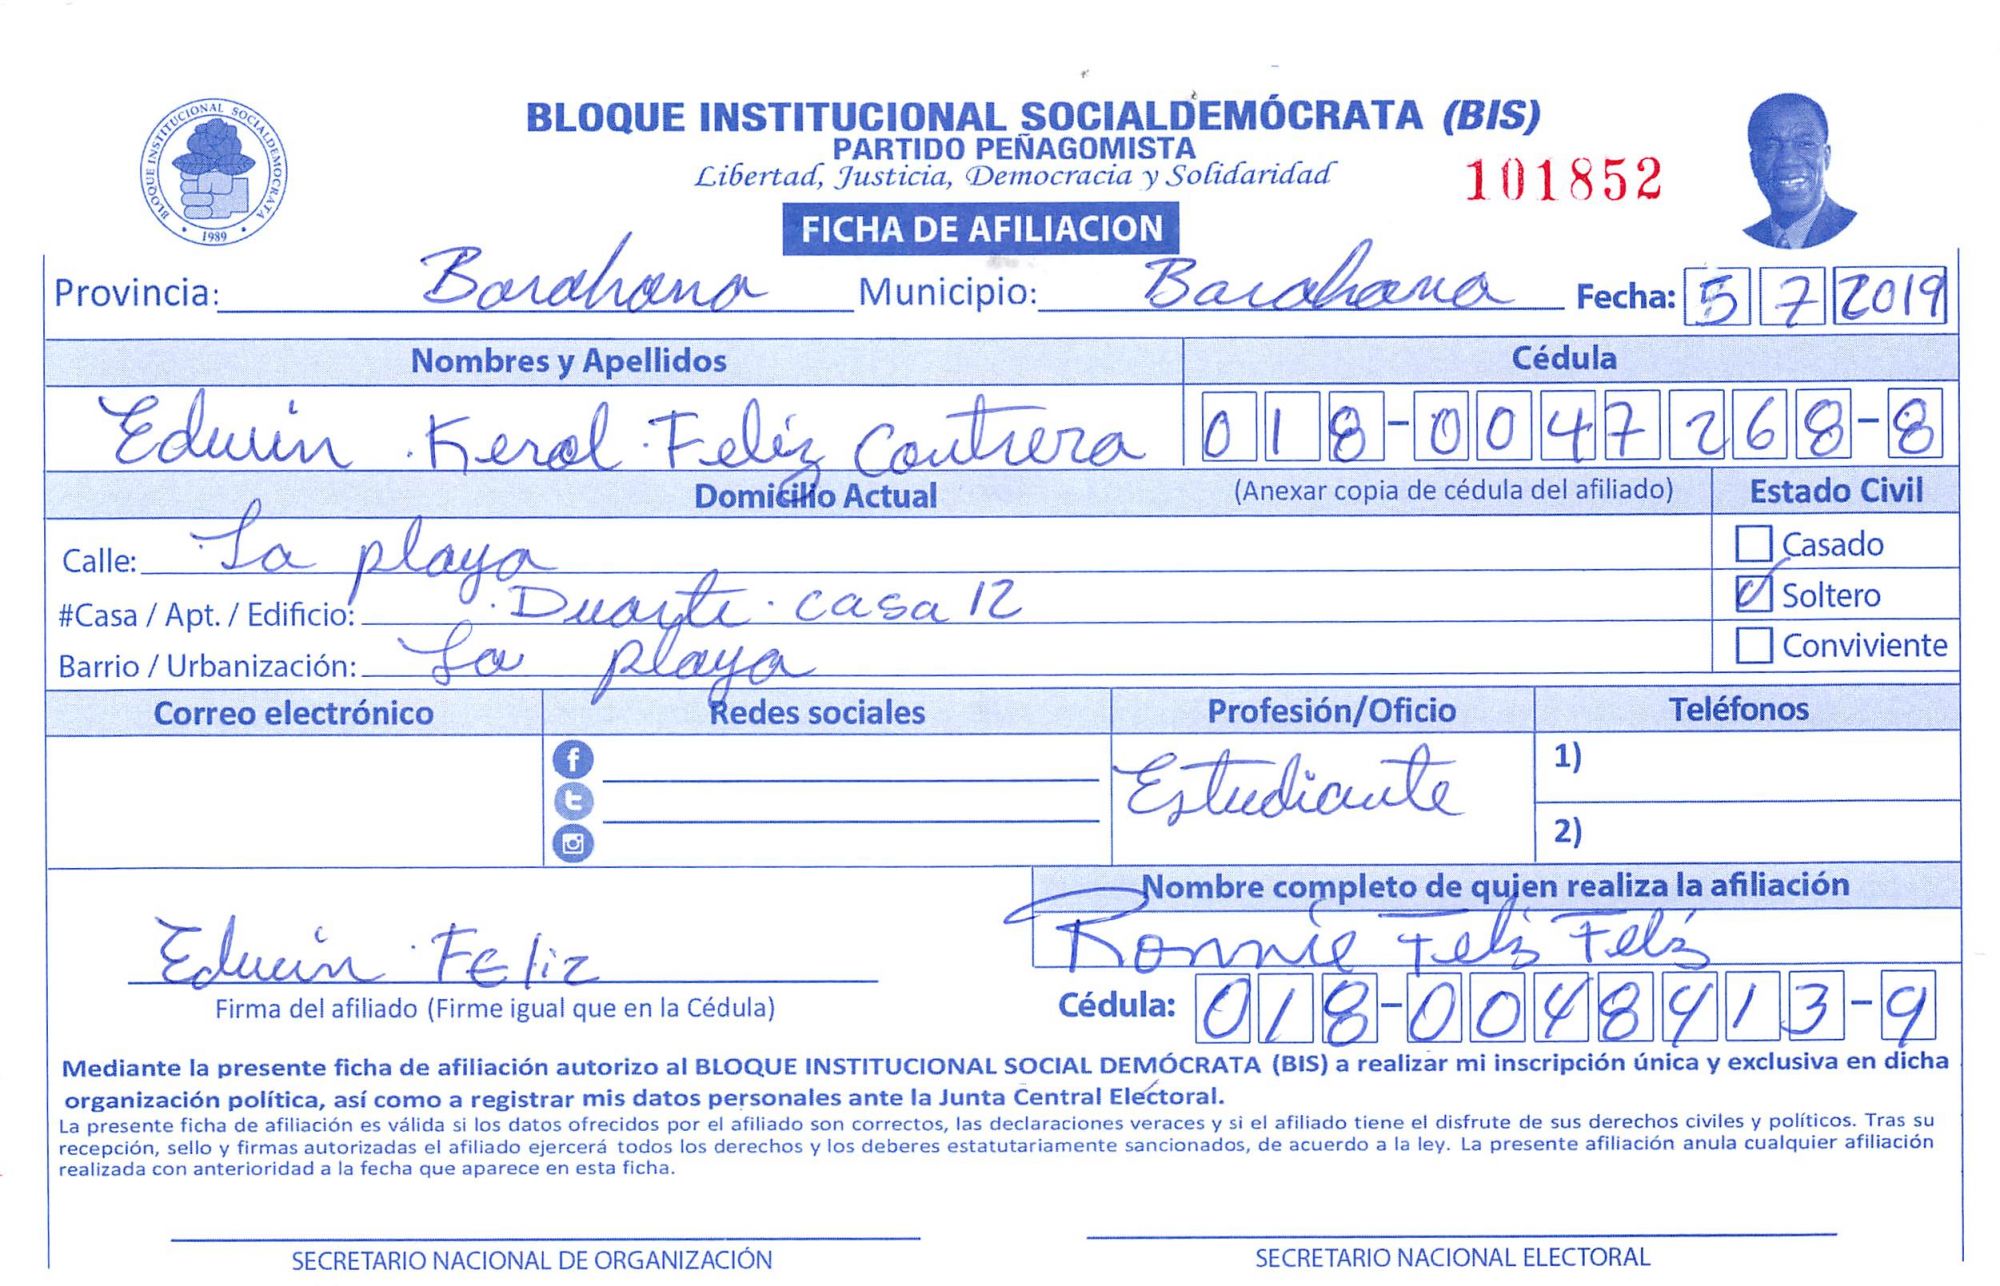 BLOQUE INSTITUCIONAL SOCIALDEMOCRATA
1989
BLOQUE INSTITUCIONAL SOCIALDEMÓCRATA (BIS)
PARTIDO PEÑAGOMISTA
Libertad, Justicia, Democracia y Solidaridad
101852
FICHA DE AFILIACION
Provincia: Barahona Municipio: Barahona Fecha: 5 7 2019
Nombres y Apellidos Cédula
Edwin Kerol Feliz Contrera 018-0047268-8
Domicilio Actual (Anexar copia de cédula del afiliado) Estado Civil
Calle: La playa Casado
#Casa / Apt. / Edificio: Duarte casa 12 Soltero
Barrio / Urbanización: La playa Conviviente
Correo electrónico Redes sociales Profesión/Oficio Teléfonos
Estudiante 1)
2)
Nombre completo de quien realiza la afiliación
Edwin Feliz Ronnie Feliz Feliz
Firma del afiliado (Firme igual que en la Cédula) Cédula: 018-0048413-9
Mediante la presente ficha de afiliación autorizo al BLOQUE INSTITUCIONAL SOCIAL DEMÓCRATA (BIS) a realizar mi inscripción única y exclusiva en dicha
organización política, así como a registrar mis datos personales ante la Junta Central Electoral.
La presente ficha de afiliación es válida si los datos ofrecidos por el afiliado son correctos, las declaraciones veraces y si el afiliado tiene el disfrute de sus derechos civiles y políticos. Tras su
recepción, sello y firmas autorizadas el afiliado ejercerá todos los derechos y los deberes estatutariamente sancionados, de acuerdo a la ley. La presente afiliación anula cualquier afiliación
realizada con anterioridad a la fecha que aparece en esta ficha.
SECRETARIO NACIONAL DE ORGANIZACIÓN SECRETARIO NACIONAL ELECTORAL